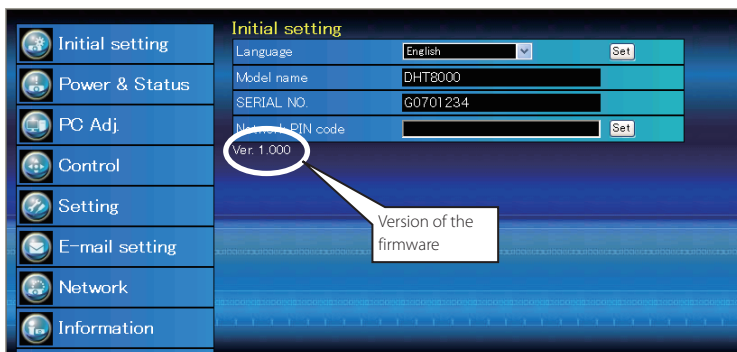 Initial setting
Power & Status
PC Adj.
Control
Setting
E-mail setting
Network
Information
Initial setting
Language English Set
Model name DHT8000
SERIAL NO. G0701234
Network PIN code Set
Ver. 1.000
Version of the
firmware